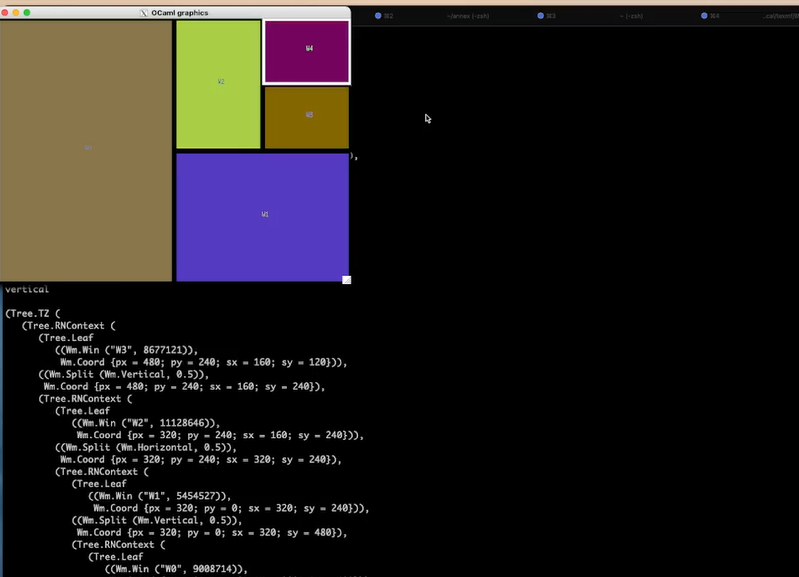 OCaml graphics
⌘2
~/annex (-zsh)
⌘3
~ (-zsh)
⌘4
W4
W2
W3
W0
),
W1
vertical
(Tree.TZ (
(Tree.RNContext (
(Tree.Leaf
((Wm.Win ("W3", 8677121)),
Wm.Coord {px = 480; py = 240; sx = 160; sy = 120})),
((Wm.Split (Wm.Vertical, 0.5)),
Wm.Coord {px = 480; py = 240; sx = 160; sy = 240}),
(Tree.RNContext (
(Tree.Leaf
((Wm.Win ("W2", 11128646)),
Wm.Coord {px = 320; py = 240; sx = 160; sy = 240})),
((Wm.Split (Wm.Horizontal, 0.5)),
Wm.Coord {px = 320; py = 240; sx = 320; sy = 240}),
(Tree.RNContext (
(Tree.Leaf
((Wm.Win ("W1", 5454527)),
Wm.Coord {px = 320; py = 0; sx = 320; sy = 240})),
((Wm.Split (Wm.Vertical, 0.5)),
Wm.Coord {px = 320; py = 0; sx = 320; sy = 480}),
(Tree.RNContext (
(Tree.Leaf
((Wm.Win ("W0", 9008714)),